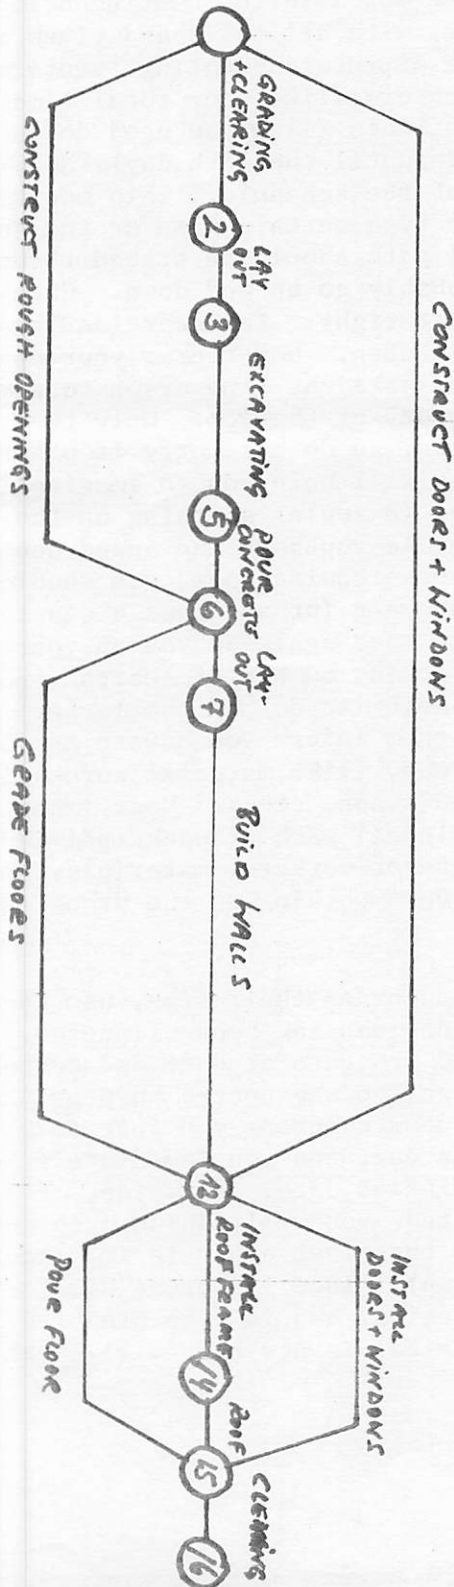 CONSTRUCT DOORS + WINDOWS
INSTALL
DOORS + WINDOWS
GRADING
+ CLEARING
2
LAY
OUT
3
EXCAVATING
5
POUR
CONCRETE
6
LAY-
OUT
7
BUILD WALLS
12
INSTALL
ROOF FRAME
14
ROOF
15
CLEANING
16
CONSTRUCT ROUGH OPENINGS
GRADE FLOORS
POUR FLOOR